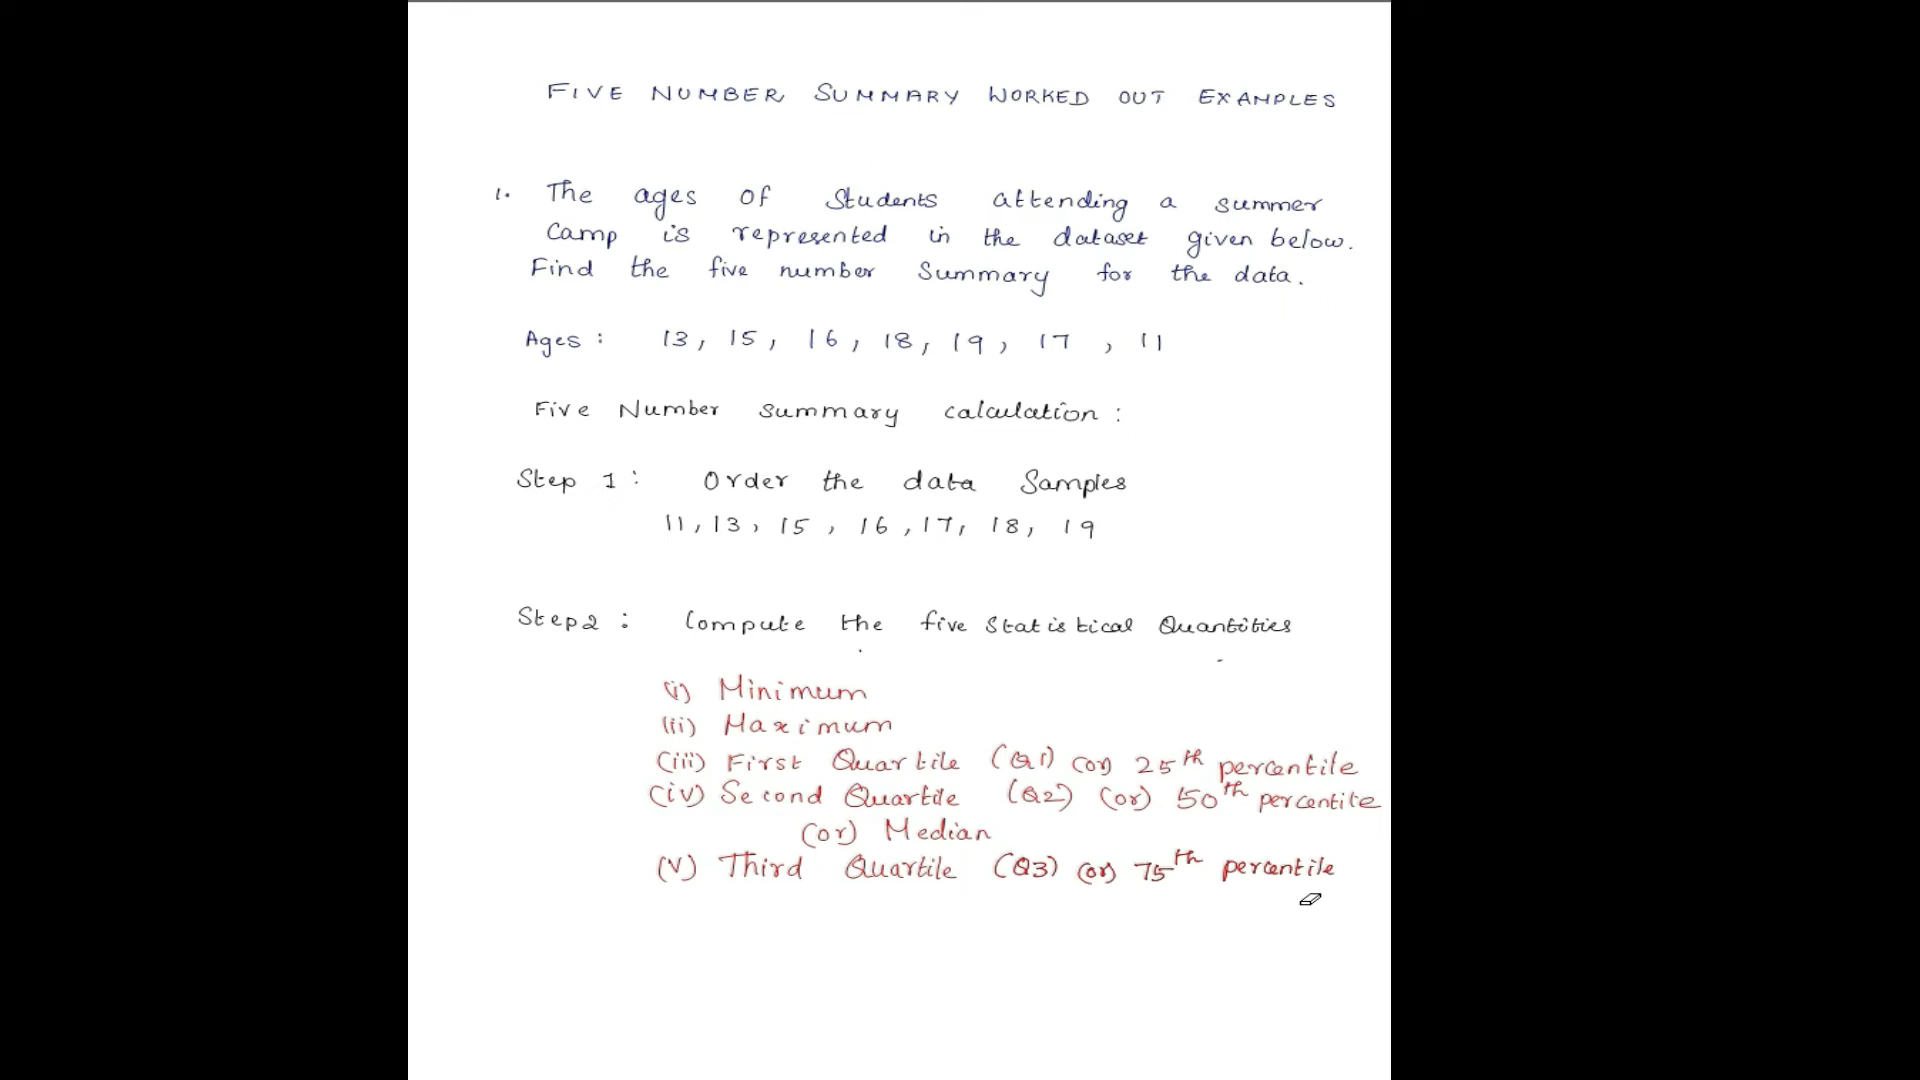 FIVE NUMBER SUMMARY WORKED OUT EXAMPLES
1. The ages of Students attending a summer
Camp is represented in the dataset given below.
Find the five number Summary for the data.
Ages : 13, 15, 16, 18, 19, 17, 11
Five Number summary calculation :
Step 1 : Order the data Samples
11, 13, 15, 16, 17, 18, 19
Step2 : Compute the five Statistical Quantities
(i) Minimum
(ii) Maximum
(iii) First Quartile (Q1) (or) 25th percentile
(iv) Second Quartile (Q2) (or) 50th percentile
(or) Median
(v) Third Quartile (Q3) (or) 75th percentile